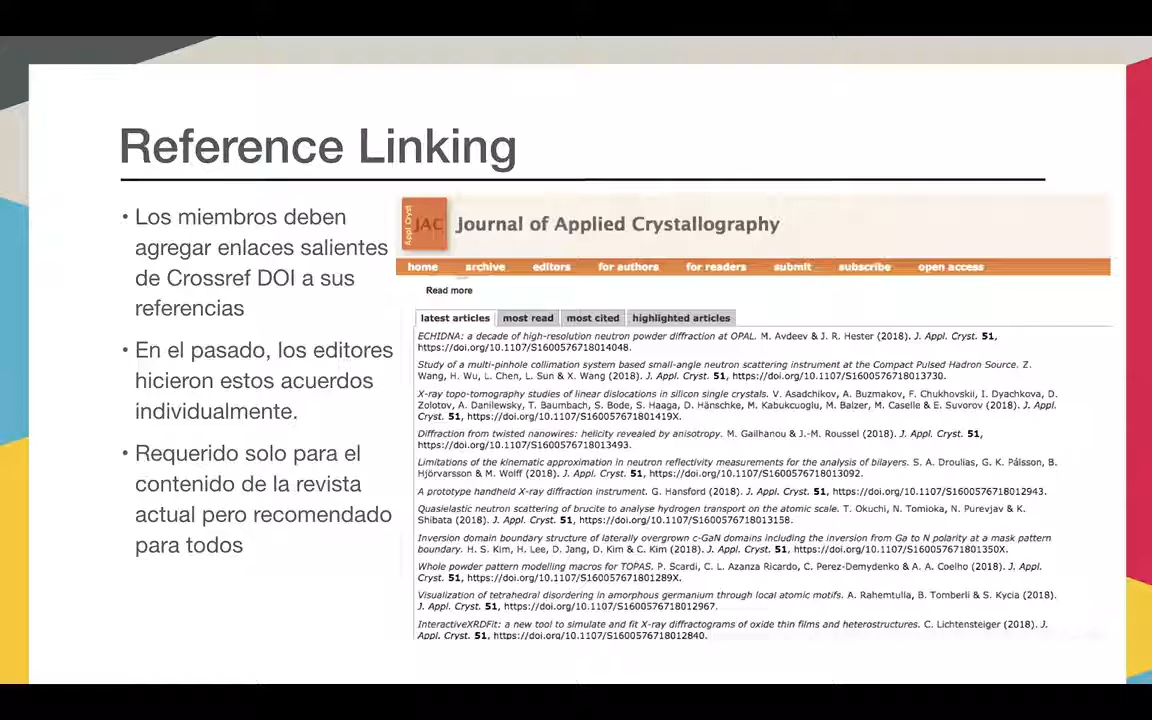 Reference Linking
• Los miembros deben
agregar enlaces salientes
de Crossref DOI a sus
referencias
• En el pasado, los editores
hicieron estos acuerdos
individualmente.
• Requerido solo para el
contenido de la revista
actual pero recomendado
para todos
Appl Cryst
JAC
Journal of Applied Crystallography
home archive editors for authors for readers submit subscribe open access
Read more
latest articles most read most cited highlighted articles
ECHIDNA: a decade of high-resolution neutron powder diffraction at OPAL. M. Avdeev & J. R. Hester (2018). J. Appl. Cryst. 51,
https://doi.org/10.1107/S1600576718014048.
Study of a multi-pinhole collimation system based small-angle neutron scattering instrument at the Compact Pulsed Hadron Source. Z.
Wang, H. Wu, L. Chen, L. Sun & X. Wang (2018). J. Appl. Cryst. 51, https://doi.org/10.1107/S1600576718013730.
X-ray topo-tomography studies of linear dislocations in silicon single crystals. V. Asadchikov, A. Buzmakov, F. Chukhovskii, I. Dyachkova, D.
Zolotov, A. Danilewsky, T. Baumbach, S. Bode, S. Haaga, D. Hänschke, M. Kabukcuoglu, M. Balzer, M. Caselle & E. Suvorov (2018). J. Appl.
Cryst. 51, https://doi.org/10.1107/S160057671801419X.
Diffraction from twisted nanowires: helicity revealed by anisotropy. M. Gailhanou & J.-M. Roussel (2018). J. Appl. Cryst. 51,
https://doi.org/10.1107/S1600576718013493.
Limitations of the kinematic approximation in neutron reflectivity measurements for the analysis of bilayers. S. A. Droulias, G. K. Pálsson, B.
Hjörvarsson & M. Wolff (2018). J. Appl. Cryst. 51, https://doi.org/10.1107/S1600576718013092.
A prototype handheld X-ray diffraction instrument. G. Hansford (2018). J. Appl. Cryst. 51, https://doi.org/10.1107/S1600576718012943.
Quasielastic neutron scattering of brucite to analyse hydrogen transport on the atomic scale. T. Okuchi, N. Tomioka, N. Purevjav & K.
Shibata (2018). J. Appl. Cryst. 51, https://doi.org/10.1107/S1600576718013158.
Inversion domain boundary structure of laterally overgrown c-GaN domains including the inversion from Ga to N polarity at a mask pattern
boundary. H. S. Kim, H. Lee, D. Jang, D. Kim & C. Kim (2018). J. Appl. Cryst. 51, https://doi.org/10.1107/S160057671801350X.
Whole powder pattern modelling macros for TOPAS. P. Scardi, C. L. Azanza Ricardo, C. Perez-Demydenko & A. A. Coelho (2018). J. Appl.
Cryst. 51, https://doi.org/10.1107/S160057671801289X.
Visualization of tetrahedral disordering in amorphous germanium through local atomic motifs. A. Rahemtulla, B. Tomberli & S. Kycia (2018).
J. Appl. Cryst. 51, https://doi.org/10.1107/S1600576718012967.
InteractiveXRDFit: a new tool to simulate and fit X-ray diffractograms of oxide thin films and heterostructures. C. Lichtensteiger (2018). J.
Appl. Cryst. 51, https://doi.org/10.1107/S1600576718012840.